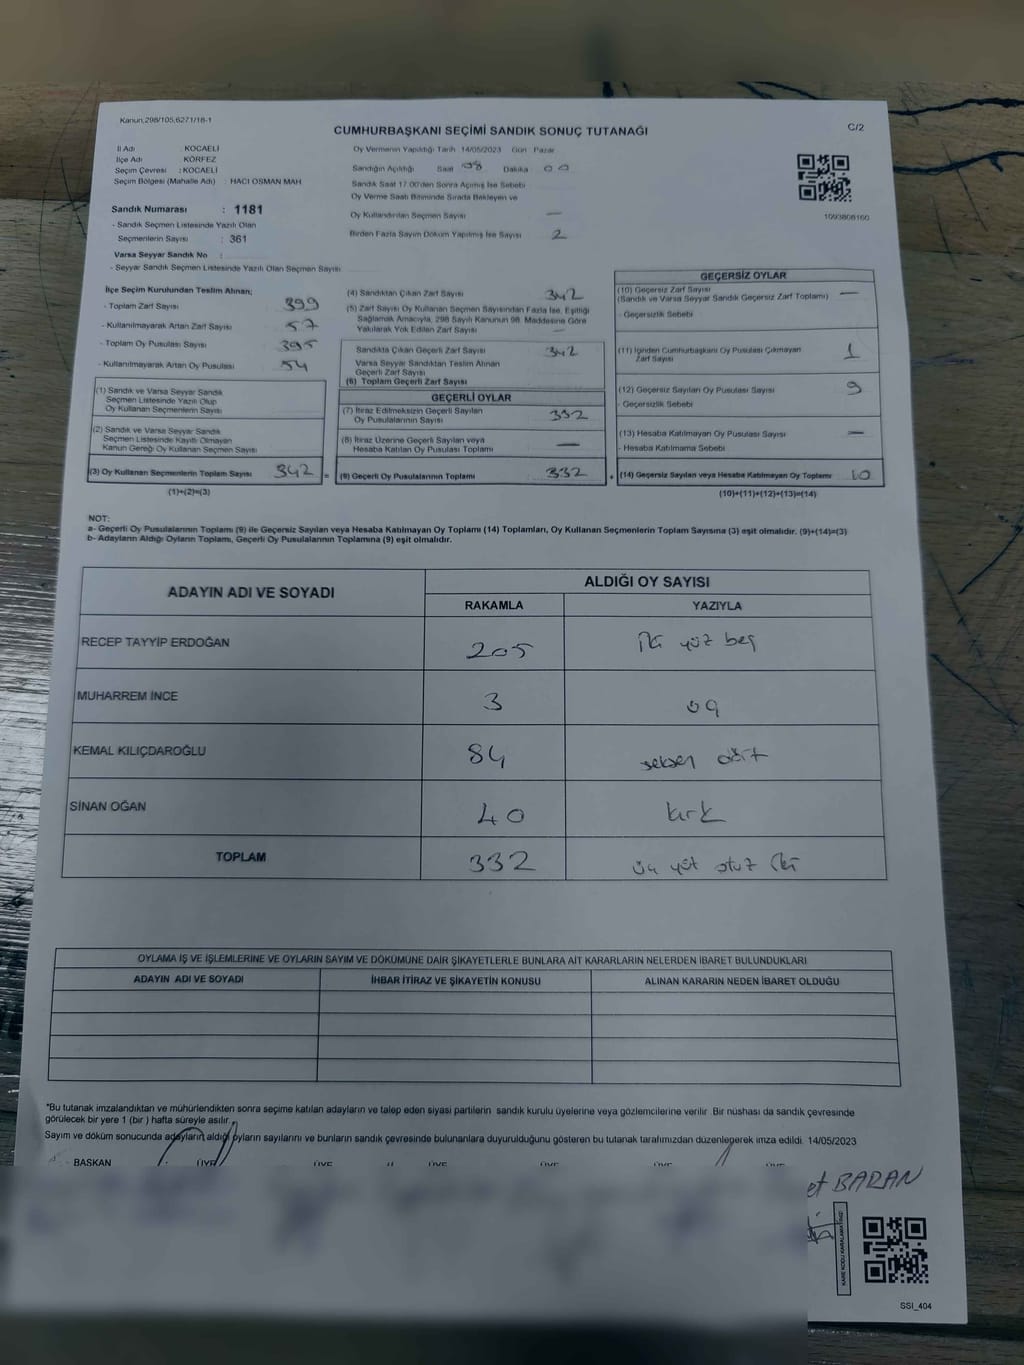 Kanun,298/105,6271/18-1
CUMHURBAŞKANI SEÇİMİ SANDIK SONUÇ TUTANAĞI
C/2
İl Adı : KOCAELİ
İlçe Adı : KÖRFEZ
Seçim Çevresi : KOCAELİ
Seçim Bölgesi (Mahalle Adı) : HACI OSMAN MAH
Sandık Numarası : 1181
- Sandık Seçmen Listesinde Yazılı Olan
Seçmenlerin Sayısı : 361
Varsa Seyyar Sandık No :
- Seyyar Sandık Seçmen Listesinde Yazılı Olan Seçmen Sayısı
Oy Vermenin Yapıldığı Tarih 14/05/2023 Gün : Pazar
Sandığın Açıldığı Saat 08 Dakika 00
Sandık Saat 17.00'den Sonra Açımış İse Sebebi
Oy Verme Saati Bitiminde Sırada Bekleyen ve
Oy Kullandırılan Seçmen Sayısı —
Birden Fazla Sayım Döküm Yapılmış İse Sayısı 2
1093808160
İlçe Seçim Kurulundan Teslim Alınan;
- Toplam Zarf Sayısı 399
- Kullanılmayarak Artan Zarf Sayısı 57
- Toplam Oy Pusulası Sayısı 395
- Kullanılmayarak Artan Oy Pusulası 54
(1) Sandık ve Varsa Seyyar Sandık
Seçmen Listesinde Yazılı Olup
Oy Kullanan Seçmenlerin Sayısı
(2) Sandık ve Varsa Seyyar Sandık
Seçmen Listesinde Kayıtlı Olmayan
Kanun Gereği Oy Kullanan Seçmen Sayısı
(3) Oy Kullanan Seçmenlerin Toplam Sayısı 342
(1)+(2)=(3)
(4) Sandıktan Çıkan Zarf Sayısı 342
(5) Zarf Sayısı Oy Kullanan Seçmen Sayısından Fazla İse, Eşitliği
Sağlamak Amacıyla, 298 Sayılı Kanunun 98. Maddesine Göre
Yakılarak Yok Edilen Zarf Sayısı —
Sandıkta Çıkan Geçerli Zarf Sayısı 342
Varsa Seyyar Sandıktan Teslim Alınan
Geçerli Zarf Sayısı
(6) Toplam Geçerli Zarf Sayısı
GEÇERLİ OYLAR
(7) İtiraz Edilmeksizin Geçerli Sayılan
Oy Pusulalarının Sayısı 332
(8) İtiraz Üzerine Geçerli Sayılan veya
Hesaba Katılan Oy Pusulası Toplamı —
(9) Geçerli Oy Pusulalarının Toplamı 332
GEÇERSİZ OYLAR
(10) Geçersiz Zarf Sayısı —
(Sandık ve Varsa Seyyar Sandık Geçersiz Zarf Toplamı)
- Geçersizlik Sebebi
(11) İçinden Cumhurbaşkanı Oy Pusulası Çıkmayan
Zarf Sayısı 1
(12) Geçersiz Sayılan Oy Pusulası Sayısı 9
- Geçersizlik Sebebi
(13) Hesaba Katılmayan Oy Pusulası Sayısı —
- Hesaba Katılmama Sebebi
(14) Geçersiz Sayılan veya Hesaba Katılmayan Oy Toplamı 10
(10)+(11)+(12)+(13)=(14)
NOT:
a- Geçerli Oy Pusulalarının Toplamı (9) ile Geçersiz Sayılan veya Hesaba Katılmayan Oy Toplamı (14) Toplamları, Oy Kullanan Seçmenlerin Toplam Sayısına (3) eşit olmalıdır. (9)+(14)=(3)
b- Adayların Aldığı Oyların Toplamı, Geçerli Oy Pusulalarının Toplamına (9) eşit olmalıdır.
ADAYIN ADI VE SOYADI
ALDIĞI OY SAYISI
RAKAMLA YAZIYLA
RECEP TAYYİP ERDOĞAN 205 iki yüz beş
MUHARREM İNCE 3 üç
KEMAL KILIÇDAROĞLU 84 seksen dört
SİNAN OĞAN 40 kırk
TOPLAM 332 üç yüz otuz iki
OYLAMA İŞ VE İŞLEMLERİNE VE OYLARIN SAYIM VE DÖKÜMÜNE DAİR ŞİKAYETLERLE BUNLARA AİT KARARLARIN NELERDEN İBARET BULUNDUKLARI
ADAYIN ADI VE SOYADI İHBAR İTİRAZ VE ŞİKAYETİN KONUSU ALINAN KARARIN NEDEN İBARET OLDUĞU
*Bu tutanak imzalandıktan ve mühürlendikten sonra seçime katılan adayların ve talep eden siyasi partilerin sandık kurulu üyelerine veya gözlemcilerine verilir. Bir nüshası da sandık çevresinde
görülecek bir yere 1 (bir ) hafta süreyle asılır.
Sayım ve döküm sonucunda adayların aldığı oyların sayılarını ve bunların sandık çevresinde bulunanlara duyurulduğunu gösteren bu tutanak tarafımızdan düzenlenerek imza edildi. 14/05/2023
BAŞKAN ÜYE ÜYE ÜYE ÜYE ÜYE ÜYE
et BARAN
SSI_404